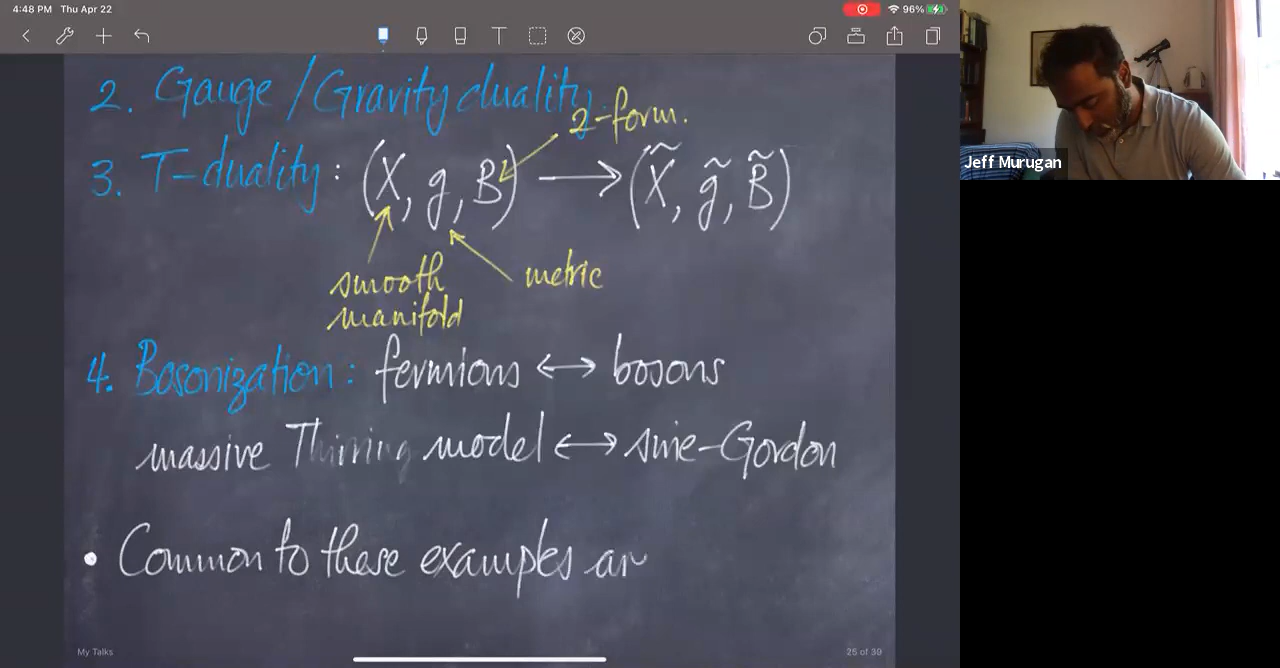 4:48 PM Thu Apr 22
96%
2. Gauge/Gravity duality
2-form.
3. T-duality: (X, g, B) → (X̃, g̃, B̃)
smooth
manifold
metric
4. Bosonization: fermions ↔ bosons
massive Thirring model ↔ sine-Gordon
• Common to these examples ar
My Talks
25 of 39
Jeff Murugan